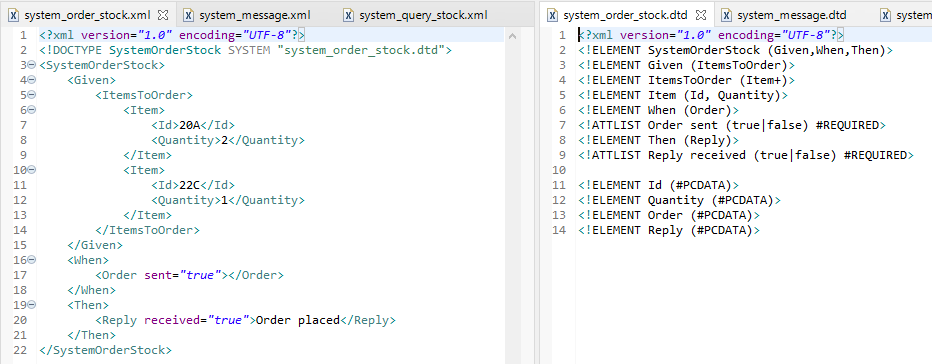 system_order_stock.xml
system_message.xml
system_query_stock.xml
1 <?xml version="1.0" encoding="UTF-8"?>
2 <!DOCTYPE SystemOrderStock SYSTEM "system_order_stock.dtd">
3 <SystemOrderStock>
4 <Given>
5 <ItemsToOrder>
6 <Item>
7 <Id>20A</Id>
8 <Quantity>2</Quantity>
9 </Item>
10 <Item>
11 <Id>22C</Id>
12 <Quantity>1</Quantity>
13 </Item>
14 </ItemsToOrder>
15 </Given>
16 <When>
17 <Order sent="true"></Order>
18 </When>
19 <Then>
20 <Reply received="true">Order placed</Reply>
21 </Then>
22 </SystemOrderStock>
system_order_stock.dtd
system_message.dtd
system
1 <?xml version="1.0" encoding="UTF-8"?>
2 <!ELEMENT SystemOrderStock (Given,When,Then)>
3 <!ELEMENT Given (ItemsToOrder)>
4 <!ELEMENT ItemsToOrder (Item+)>
5 <!ELEMENT Item (Id, Quantity)>
6 <!ELEMENT When (Order)>
7 <!ATTLIST Order sent (true|false) #REQUIRED>
8 <!ELEMENT Then (Reply)>
9 <!ATTLIST Reply received (true|false) #REQUIRED>
10
11 <!ELEMENT Id (#PCDATA)>
12 <!ELEMENT Quantity (#PCDATA)>
13 <!ELEMENT Order (#PCDATA)>
14 <!ELEMENT Reply (#PCDATA)>